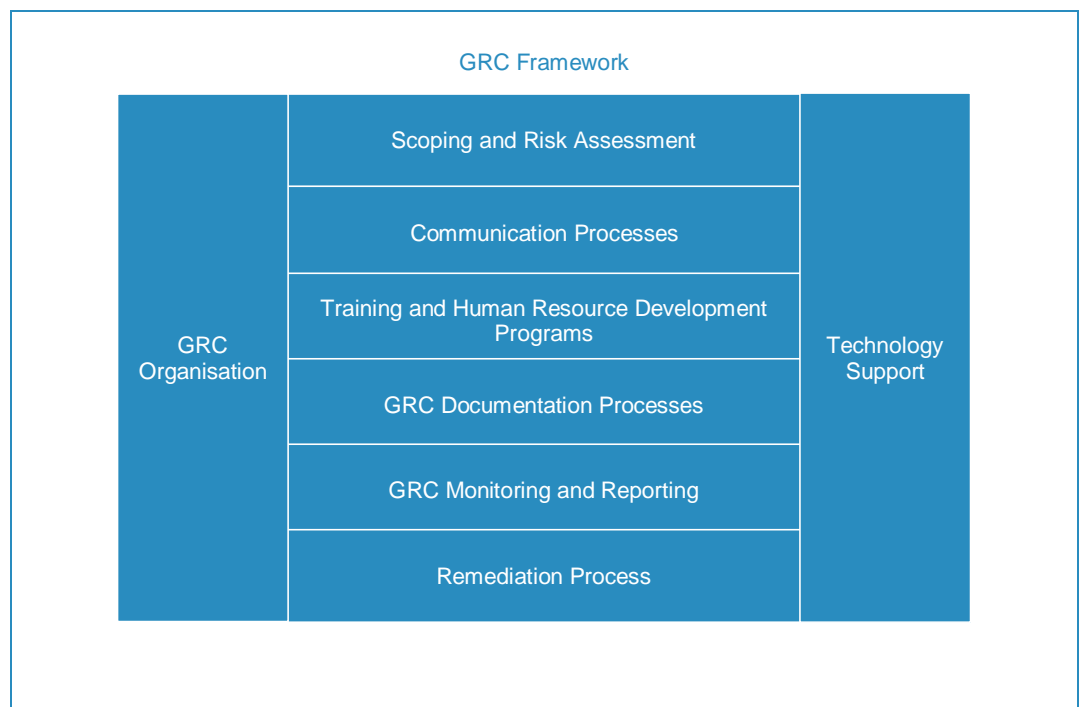 GRC Framework
GRC
Organisation
Scoping and Risk Assessment
Communication Processes
Training and Human Resource Development
Programs
GRC Documentation Processes
GRC Monitoring and Reporting
Remediation Process
Technology
Support